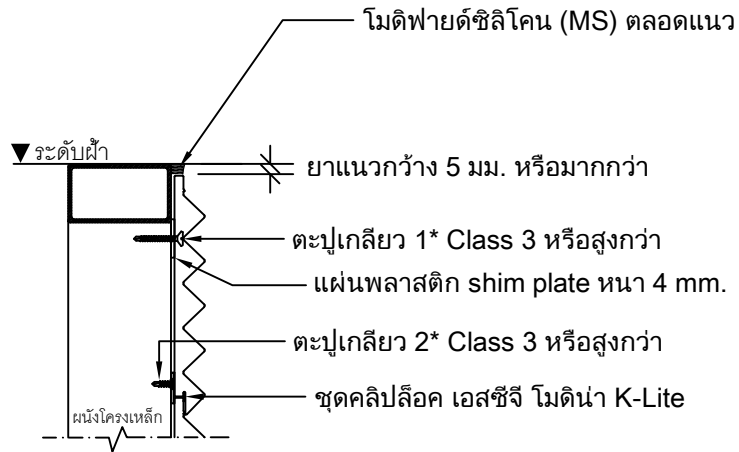 โมดิฟายด์ซิลิโคน (MS) ตลอดแนว
ระดับฝ้า
ยาแนวกว้าง 5 มม. หรือมากกว่า
ตะปูเกลียว 1* Class 3 หรือสูงกว่า
แผ่นพลาสติก shim plate หนา 4 mm.
ตะปูเกลียว 2* Class 3 หรือสูงกว่า
ชุดคลิปล็อค เอสซีจี โมดิน่า K-Lite
ผนังโครงเหล็ก